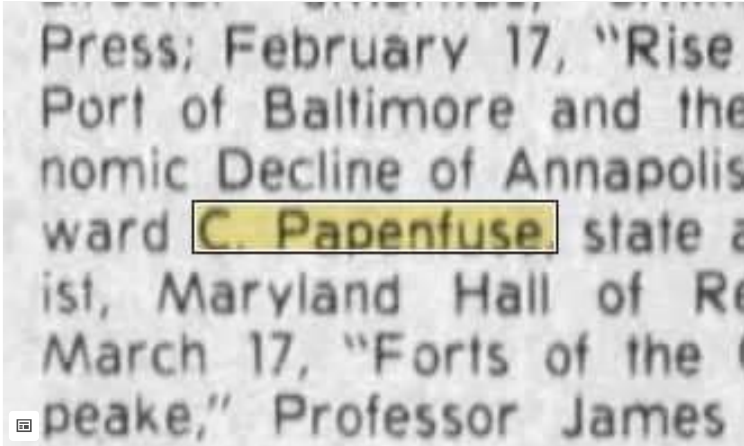 Press; February 17, "Rise
Port of Baltimore and the
nomic Decline of Annapolis
ward C. Papenfuse, state a
ist, Maryland Hall of Re
March 17, "Forts of the
peake," Professor James